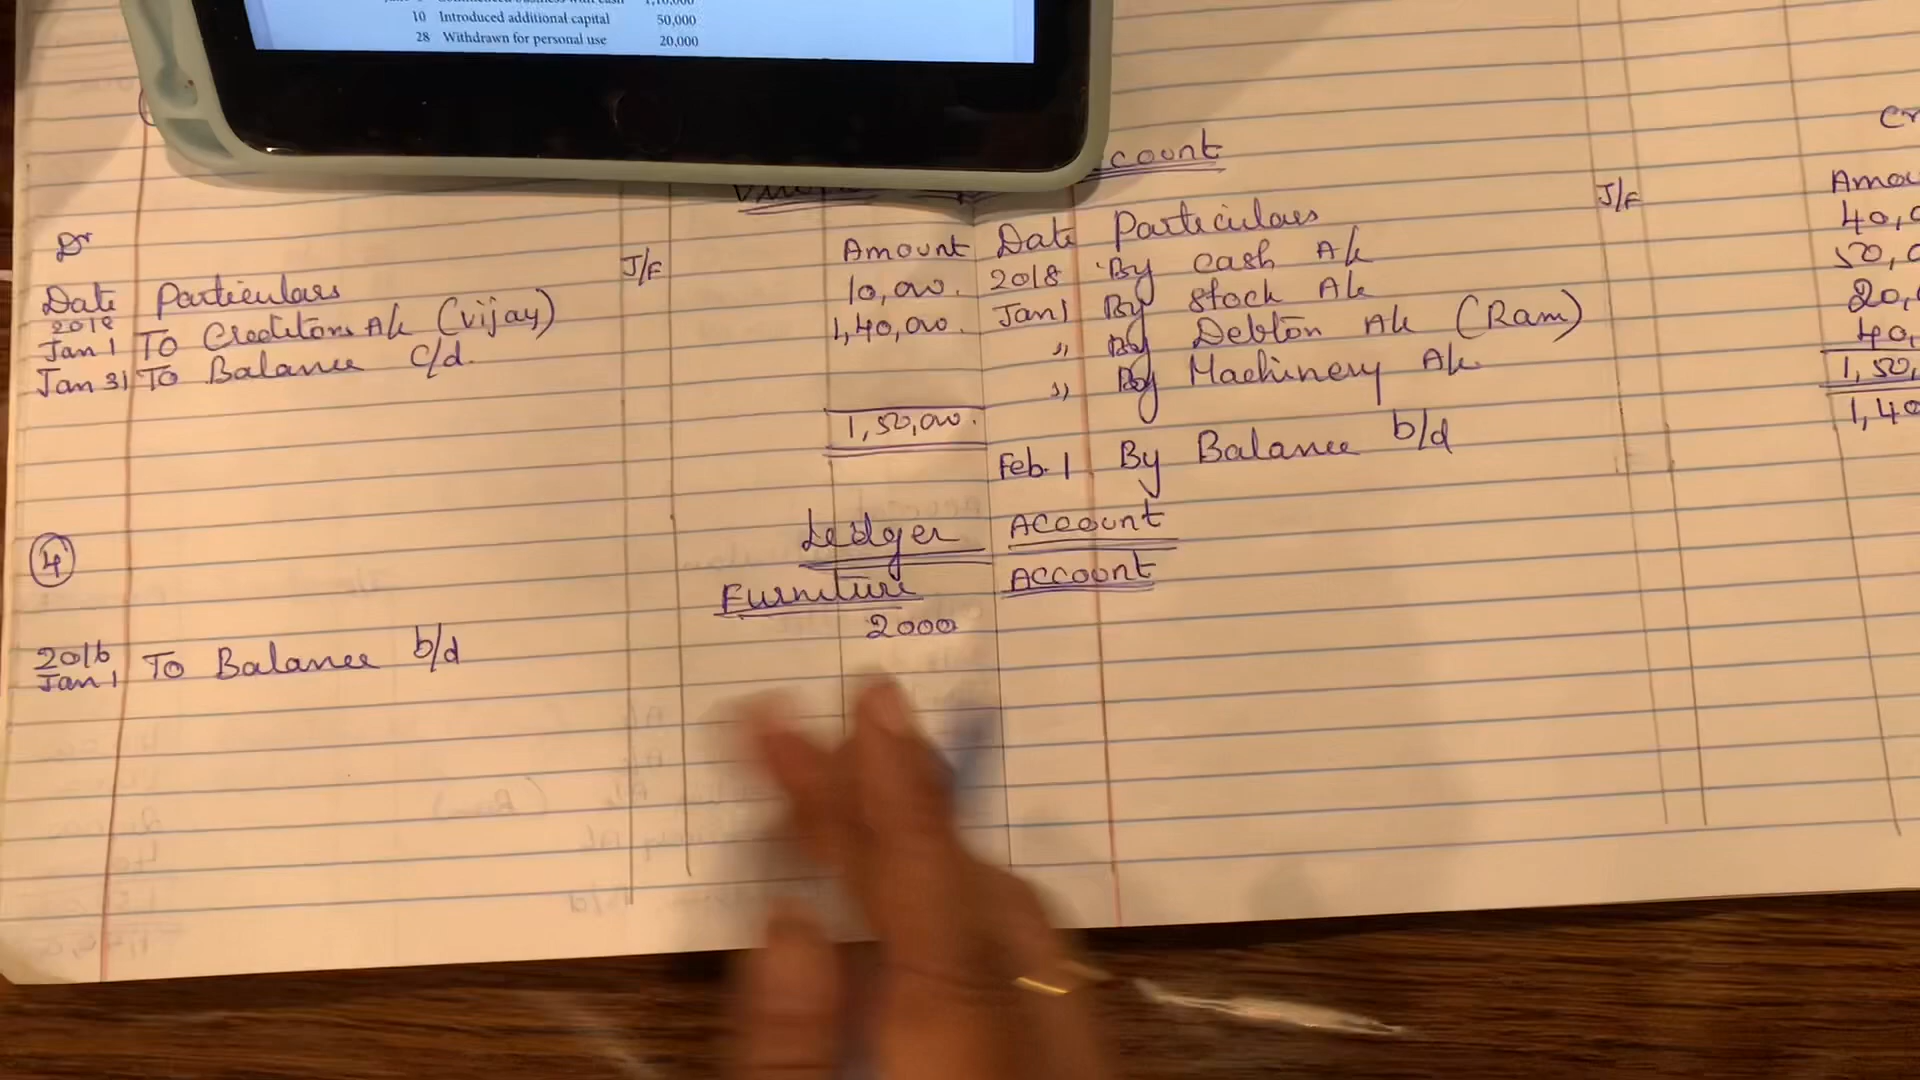 10 Introduced additional capital 50,000
28 Withdrawn for personal use 20,000
count
Dr Cr
Date Particulars J/F Amount Date Particulars J/F Amou
2018 Jan 1 To Creditors A/c (vijay) 10,000. 2018 By cash A/c 40,0
Jan 31 To Balance c/d. 1,40,000. Jan 1 By stock A/c 50,0
,, By Debtor A/c (Ram) 20,
,, By Machinery A/c 40,
1,50,000. 1,50,
Feb. 1 By Balance b/d 1,40
4 Ledger Account
Furniture Account
2016 Jan 1 To Balance b/d 2000